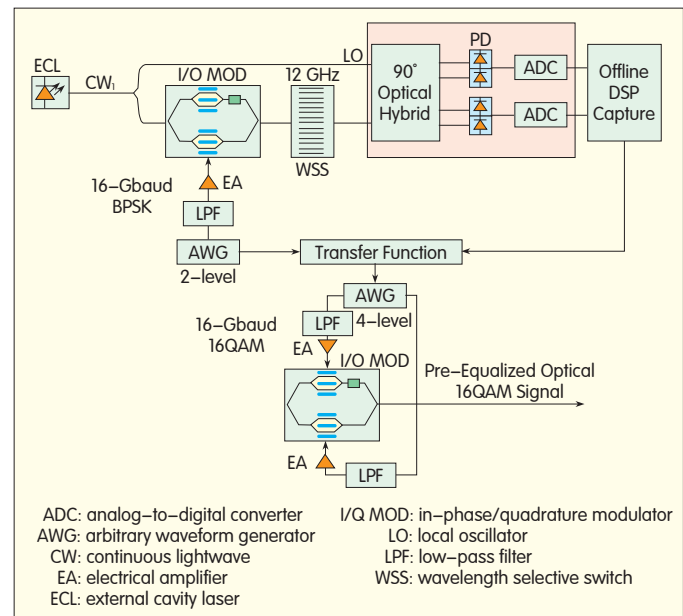 ECL
CW1
LO
I/O MOD
12 GHz
WSS
90°
Optical
Hybrid
PD
ADC
ADC
Offline
DSP
Capture
EA
16–Gbaud
BPSK
LPF
AWG
2–level
Transfer Function
AWG
4–level
16–Gbaud
16QAM
LPF
EA
I/O MOD
Pre–Equalized Optical
16QAM Signal
EA
LPF
ADC: analog–to–digital converter
AWG: arbitrary waveform generator
CW: continuous lightwave
EA: electrical amplifier
ECL: external cavity laser
I/Q MOD: in–phase/quadrature modulator
LO: local oscillator
LPF: low–pass filter
WSS: wavelength selective switch